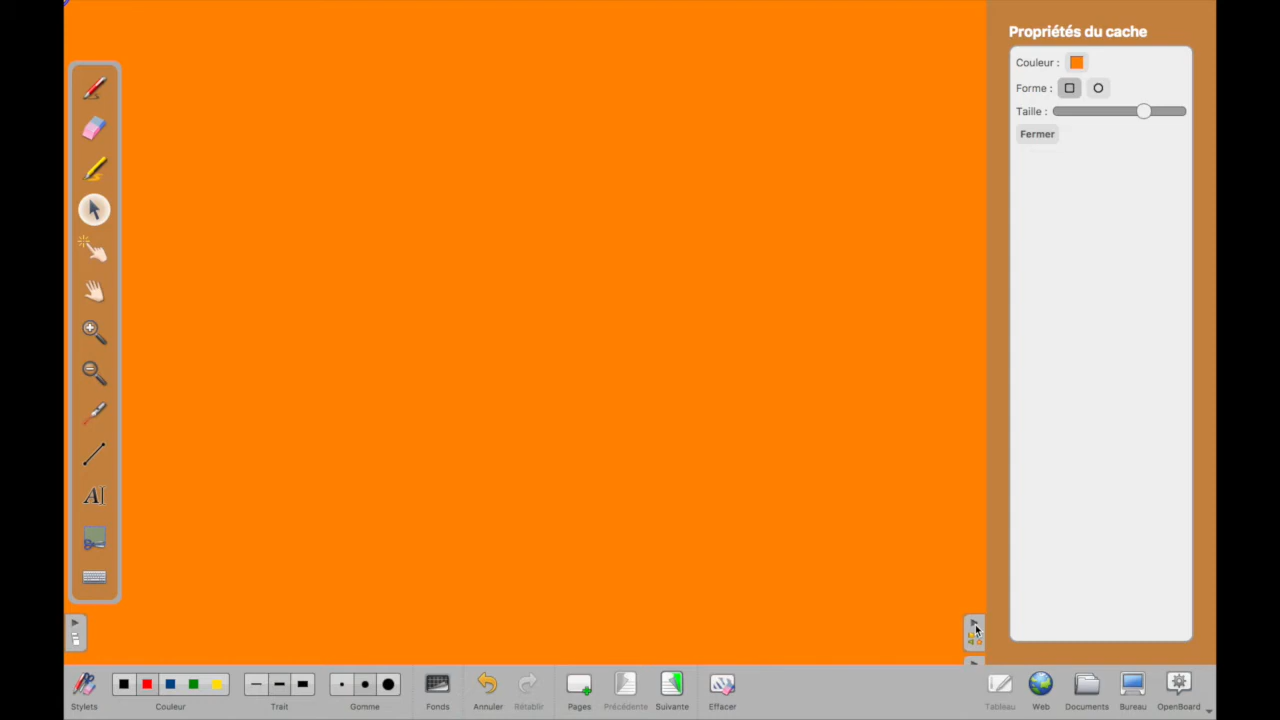 Propriétés du cache
Couleur :
Forme :
Taille :
Fermer
A
Stylets
Couleur
Trait
Gomme
Fonds
Annuler
Rétablir
Pages
Précédente
Suivante
Effacer
Tableau
Web
Documents
Bureau
OpenBoard